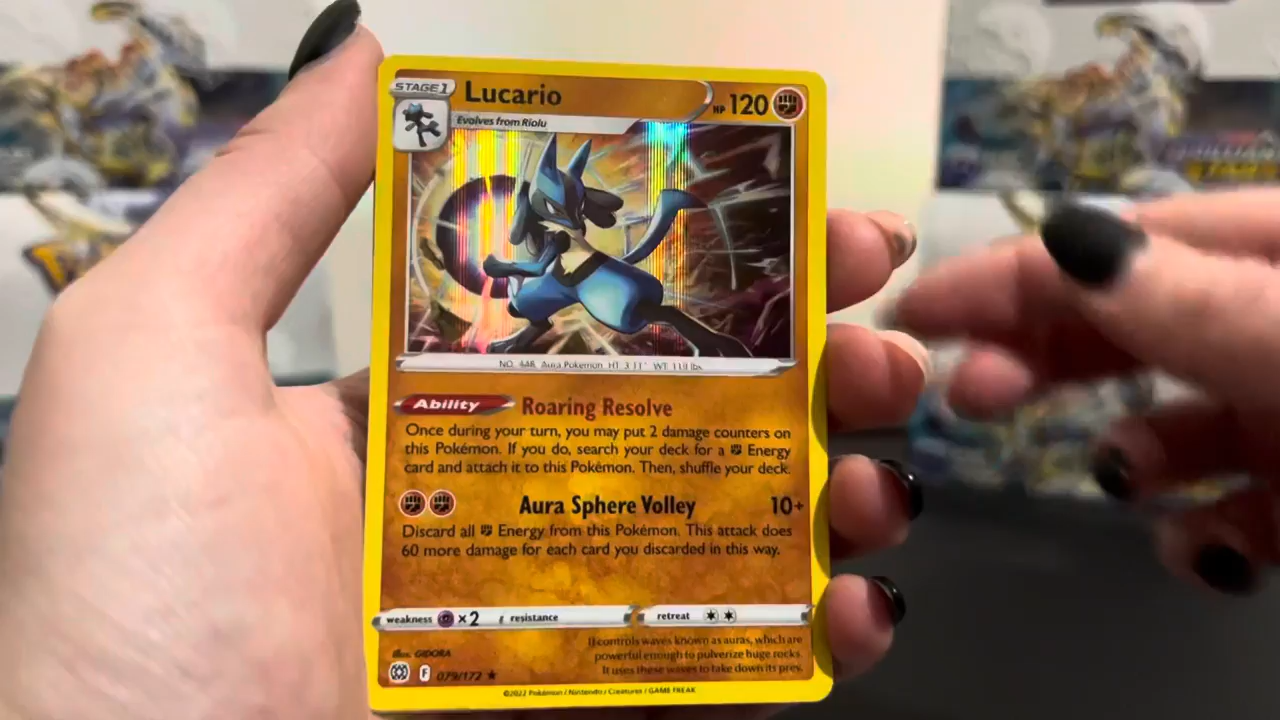 STAGE 1
Lucario
HP 120
Evolves from Riolu
NO. 448 Aura Pokémon HT 3'11" WT 119 lbs.
Ability Roaring Resolve
Once during your turn, you may put 2 damage counters on
this Pokémon. If you do, search your deck for a Energy
card and attach it to this Pokémon. Then, shuffle your deck.
Aura Sphere Volley 10+
Discard all Energy from this Pokémon. This attack does
60 more damage for each card you discarded in this way.
weakness ×2 resistance retreat
Illus. GIDORA
It controls waves known as auras, which are
powerful enough to pulverize huge rocks.
It uses these waves to take down its prey.
F 079/172 ★
©2022 Pokémon / Nintendo / Creatures / GAME FREAK